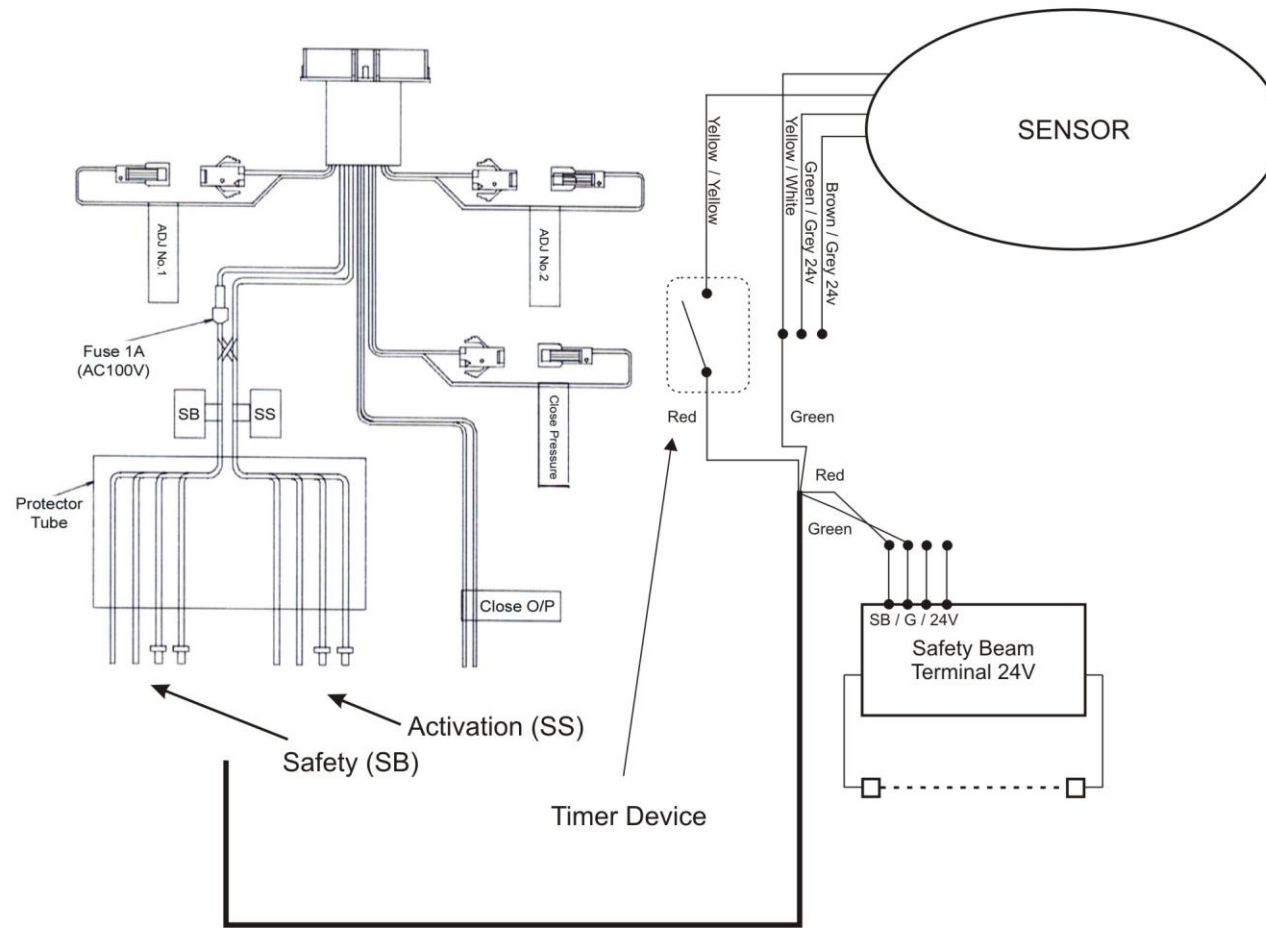 SENSOR
Yellow / Yellow
Yellow / White
Green / Grey 24v
Brown / Grey 24v
ADJ No.1
ADJ No.2
Fuse 1A
(AC100V)
SB
SS
Close Pressure
Red
Green
Protector
Tube
Red
Green
Close O/P
SB / G / 24V
Safety Beam
Terminal 24V
Activation (SS)
Safety (SB)
Timer Device